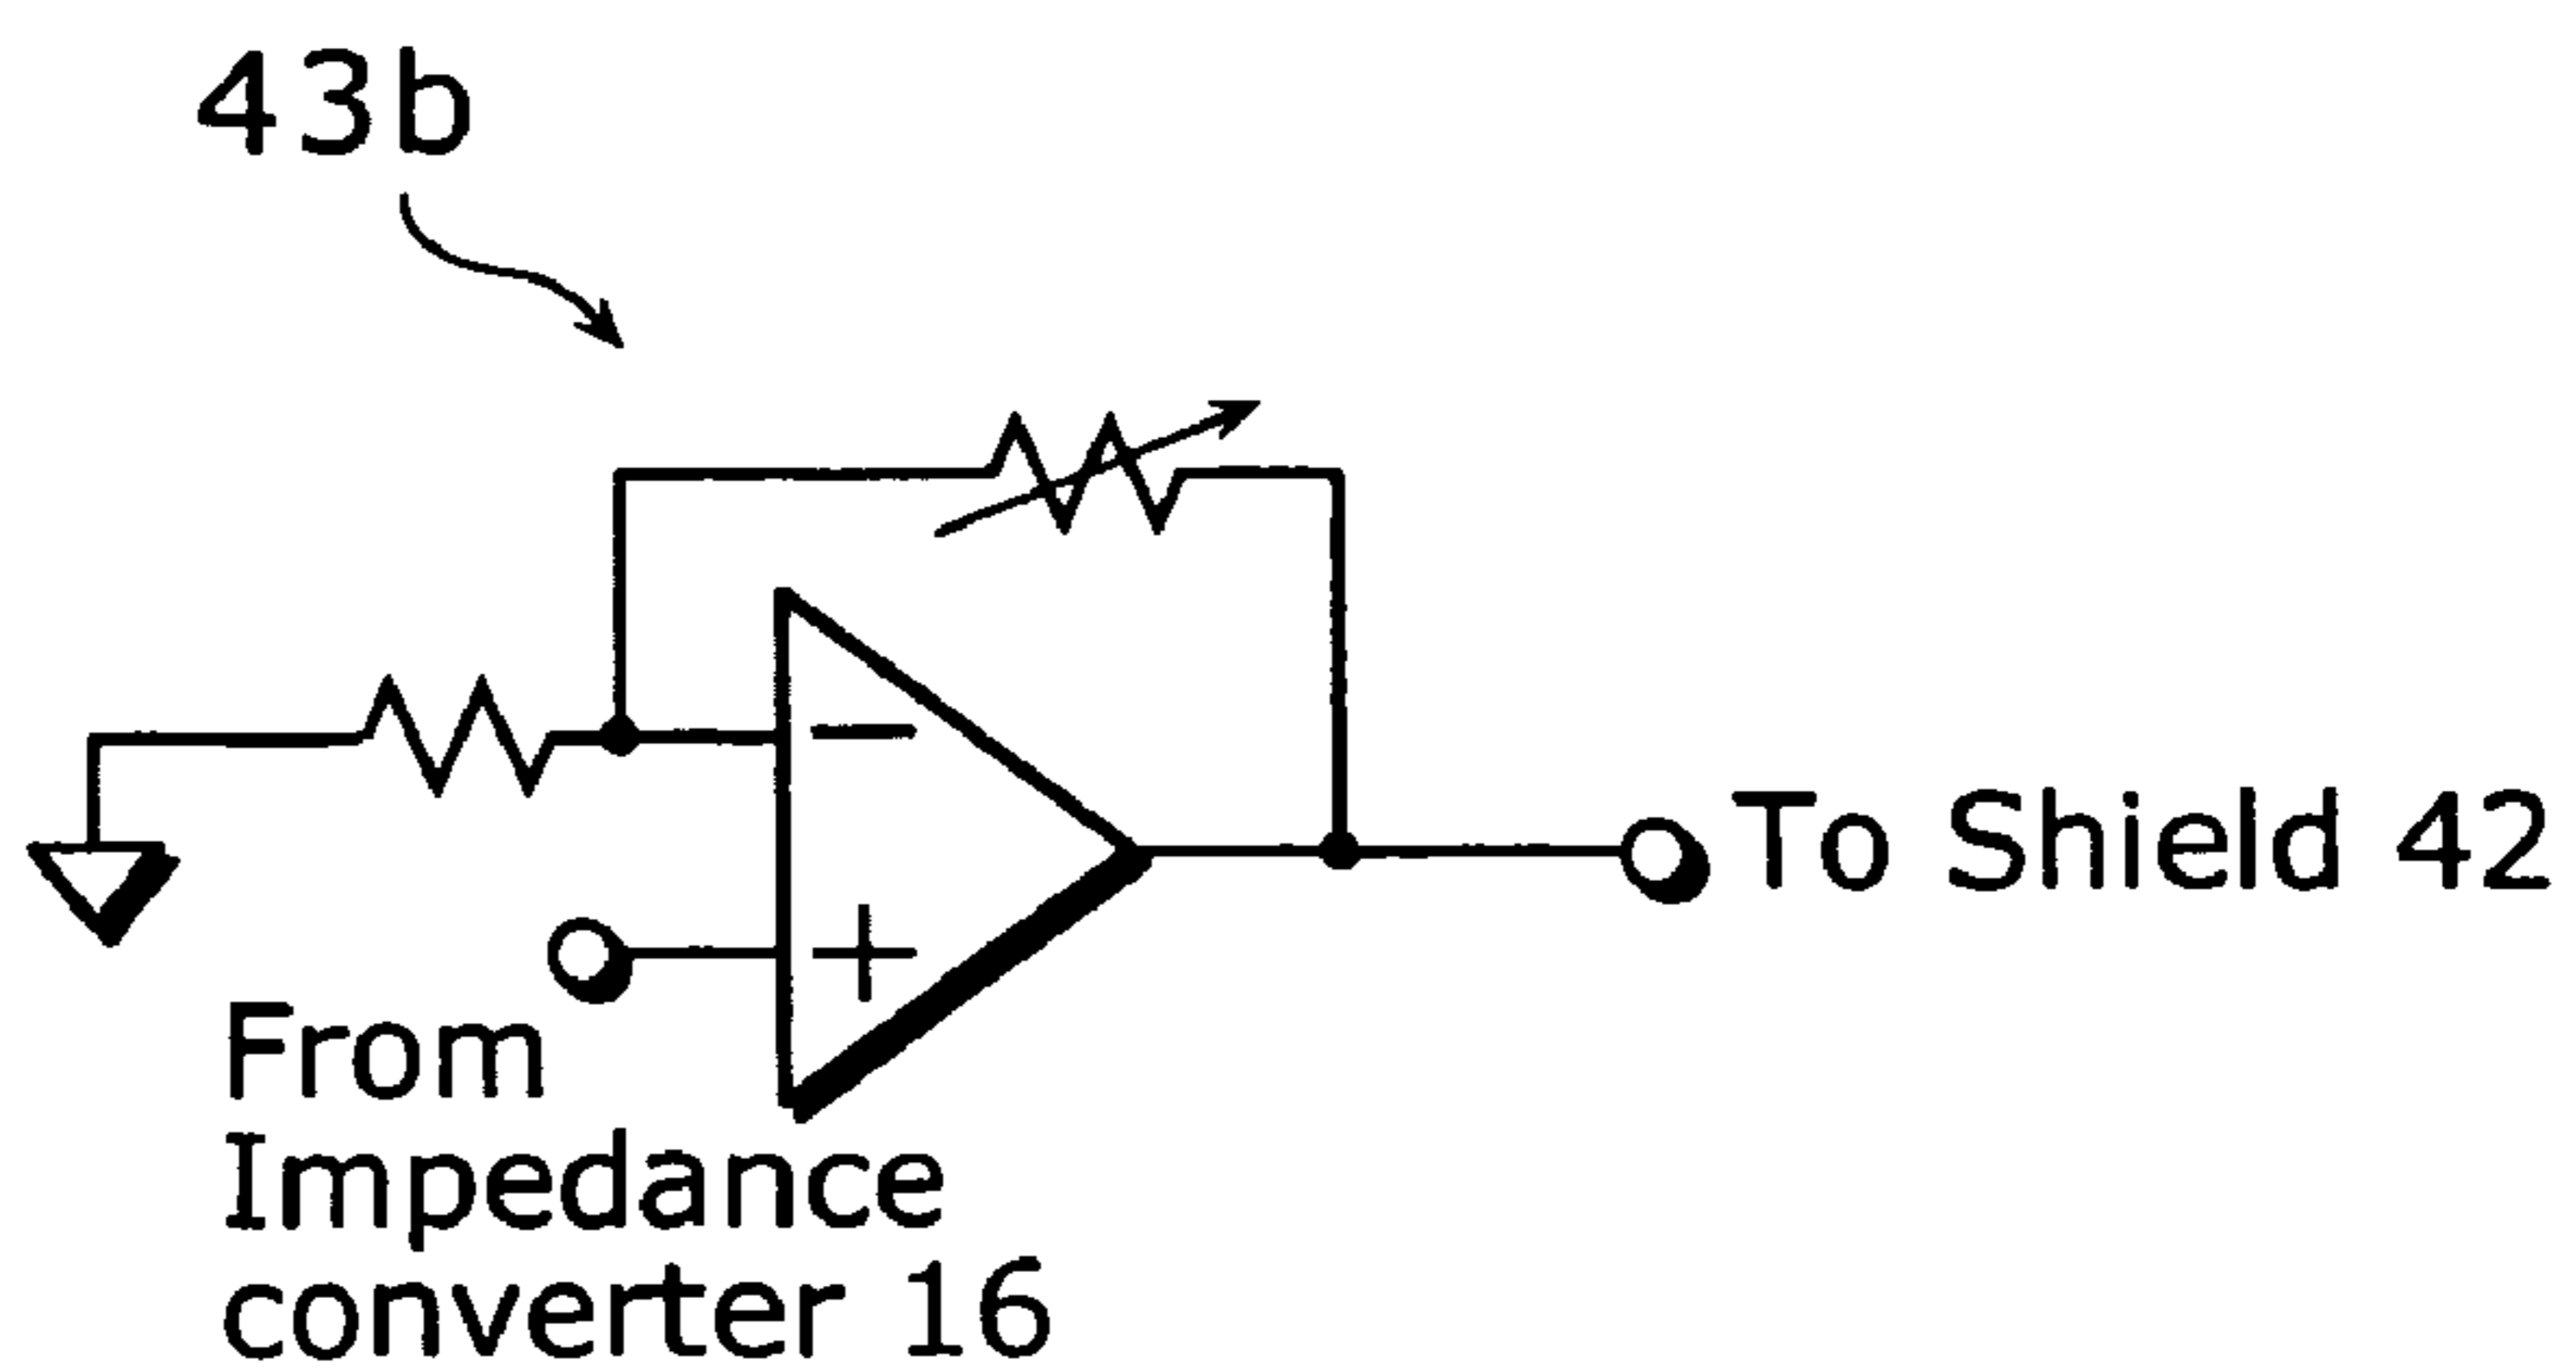 43b
−
+
To Shield 42
From
Impedance
converter 16